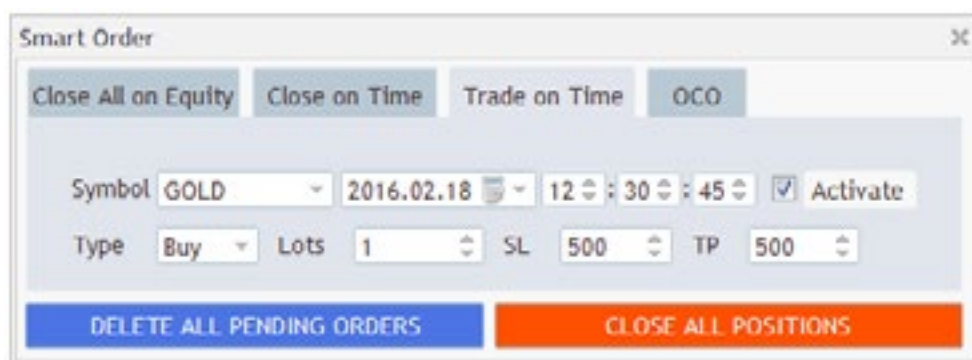 Smart Order
Close All on Equity Close on Time Trade on Time OCO
Symbol GOLD 2016.02.18 12 : 30 : 45 Activate
Type Buy Lots 1 SL 500 TP 500
DELETE ALL PENDING ORDERS CLOSE ALL POSITIONS